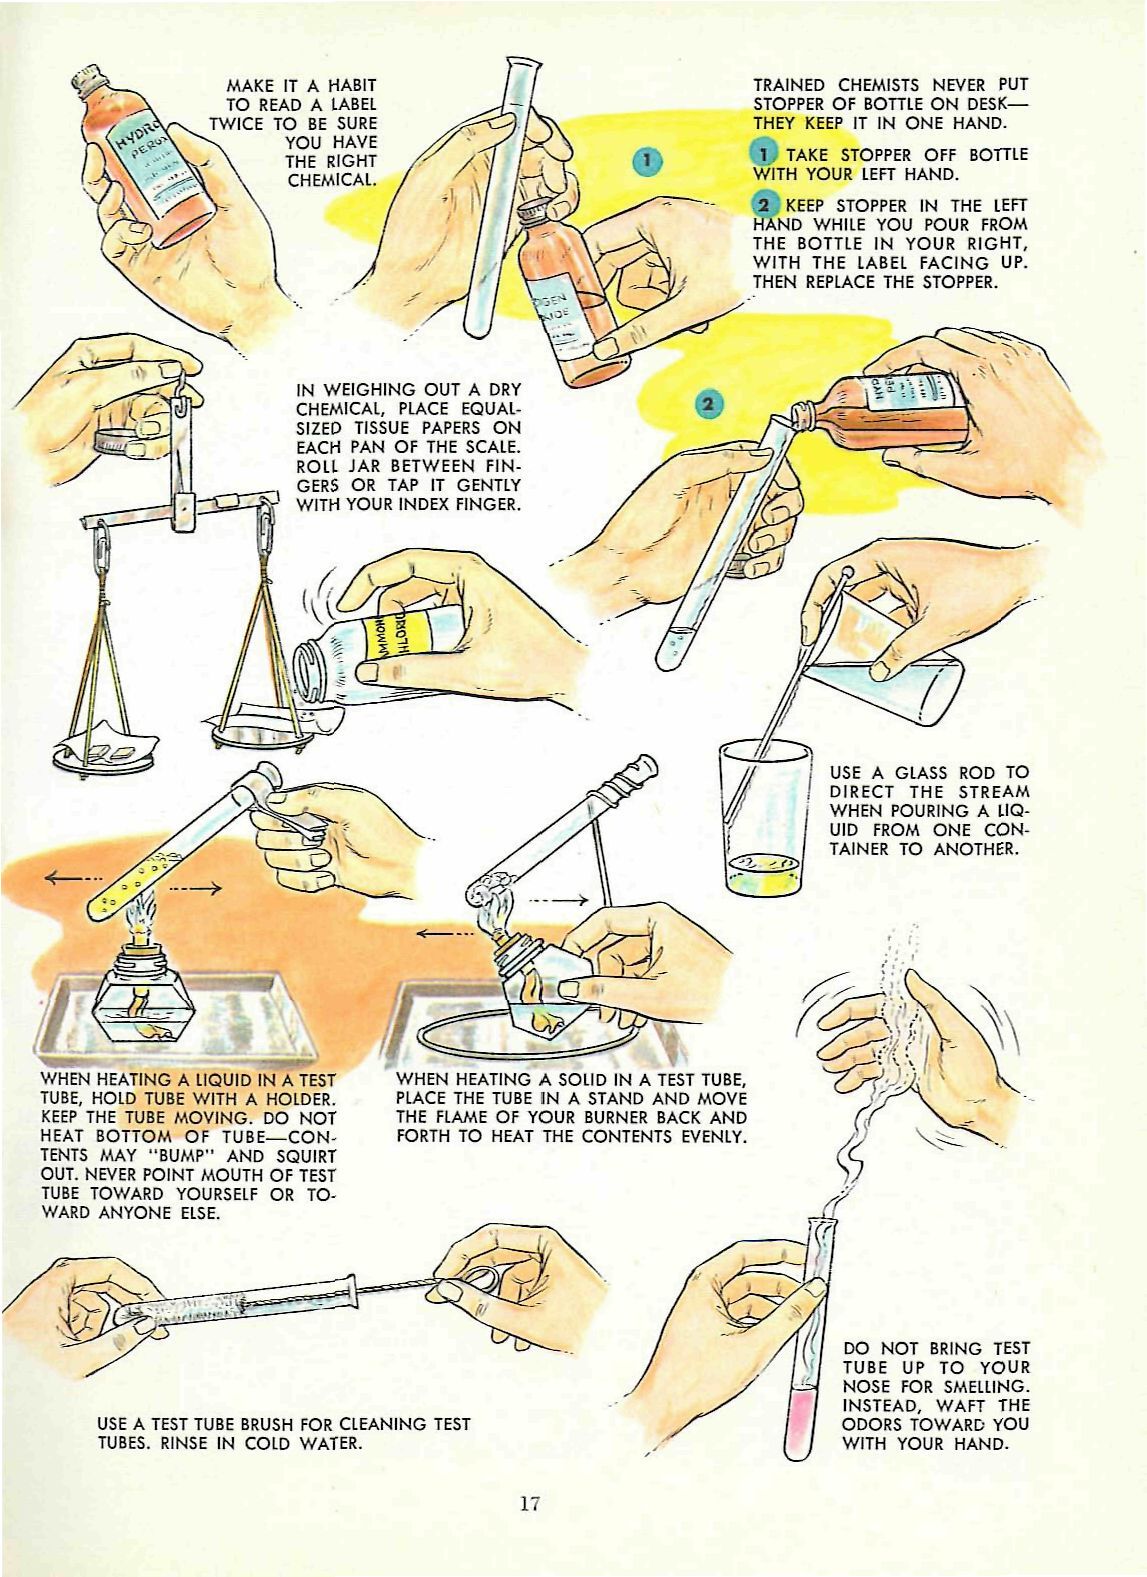 HYDRO
PEROX
MAKE IT A HABIT
TO READ A LABEL
TWICE TO BE SURE
YOU HAVE
THE RIGHT
CHEMICAL.
1
OGEN
XIDE
TRAINED CHEMISTS NEVER PUT
STOPPER OF BOTTLE ON DESK—
THEY KEEP IT IN ONE HAND.
1 TAKE STOPPER OFF BOTTLE
WITH YOUR LEFT HAND.
2 KEEP STOPPER IN THE LEFT
HAND WHILE YOU POUR FROM
THE BOTTLE IN YOUR RIGHT,
WITH THE LABEL FACING UP.
THEN REPLACE THE STOPPER.
IN WEIGHING OUT A DRY
CHEMICAL, PLACE EQUAL-
SIZED TISSUE PAPERS ON
EACH PAN OF THE SCALE.
ROLL JAR BETWEEN FIN-
GERS OR TAP IT GENTLY
WITH YOUR INDEX FINGER.
2
HYD
PE
AMMON
HLORID
USE A GLASS ROD TO
DIRECT THE STREAM
WHEN POURING A LIQ-
UID FROM ONE CON-
TAINER TO ANOTHER.
WHEN HEATING A LIQUID IN A TEST
TUBE, HOLD TUBE WITH A HOLDER.
KEEP THE TUBE MOVING. DO NOT
HEAT BOTTOM OF TUBE—CON-
TENTS MAY "BUMP" AND SQUIRT
OUT. NEVER POINT MOUTH OF TEST
TUBE TOWARD YOURSELF OR TO-
WARD ANYONE ELSE.
WHEN HEATING A SOLID IN A TEST TUBE,
PLACE THE TUBE IN A STAND AND MOVE
THE FLAME OF YOUR BURNER BACK AND
FORTH TO HEAT THE CONTENTS EVENLY.
USE A TEST TUBE BRUSH FOR CLEANING TEST
TUBES. RINSE IN COLD WATER.
DO NOT BRING TEST
TUBE UP TO YOUR
NOSE FOR SMELLING.
INSTEAD, WAFT THE
ODORS TOWARD YOU
WITH YOUR HAND.
17